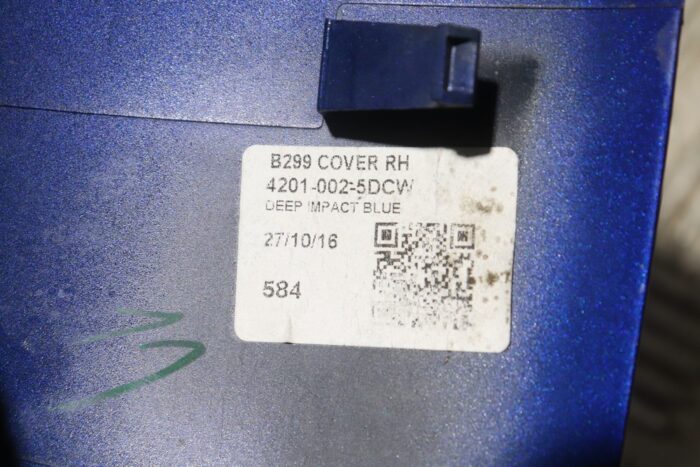 B299 COVER RH
4201-002-5DCW
DEEP IMPACT BLUE
27/10/16
584